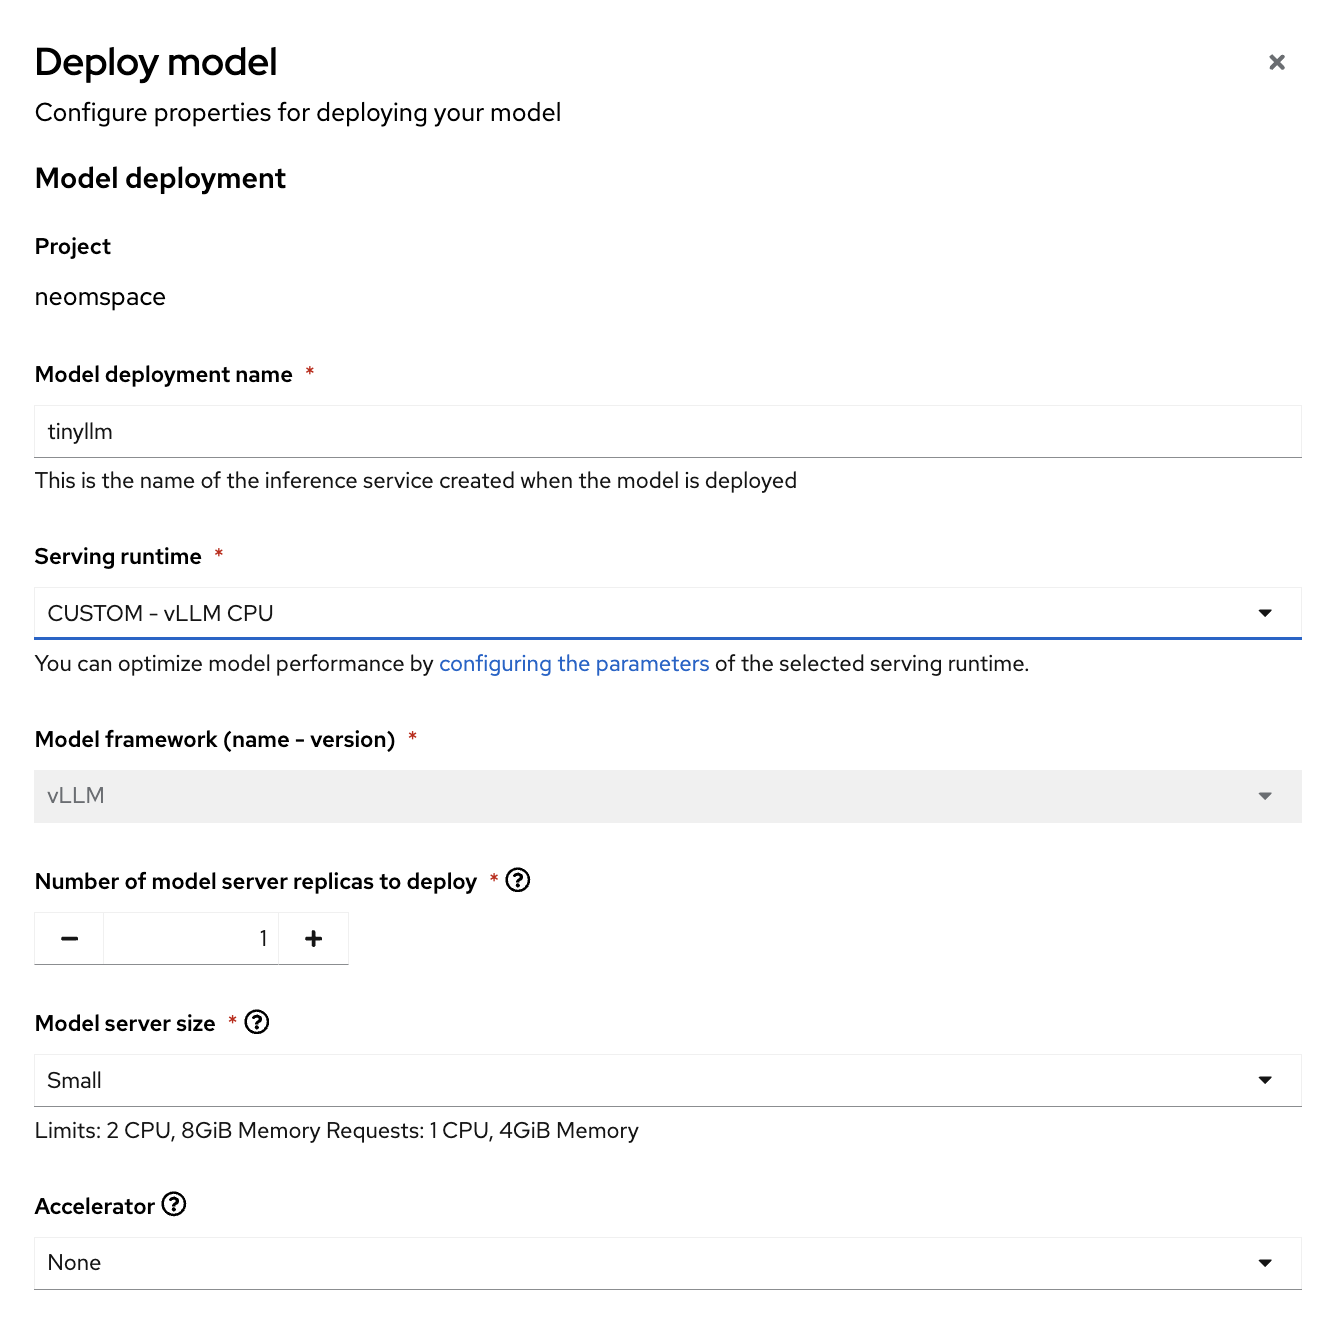 Deploy model
Configure properties for deploying your model
Model deployment
Project
neomspace
Model deployment name *
tinyllm
This is the name of the inference service created when the model is deployed
Serving runtime *
CUSTOM - vLLM CPU
You can optimize model performance by configuring the parameters of the selected serving runtime.
Model framework (name - version) *
vLLM
Number of model server replicas to deploy *
1
Model server size *
Small
Limits: 2 CPU, 8GiB Memory Requests: 1 CPU, 4GiB Memory
Accelerator
None